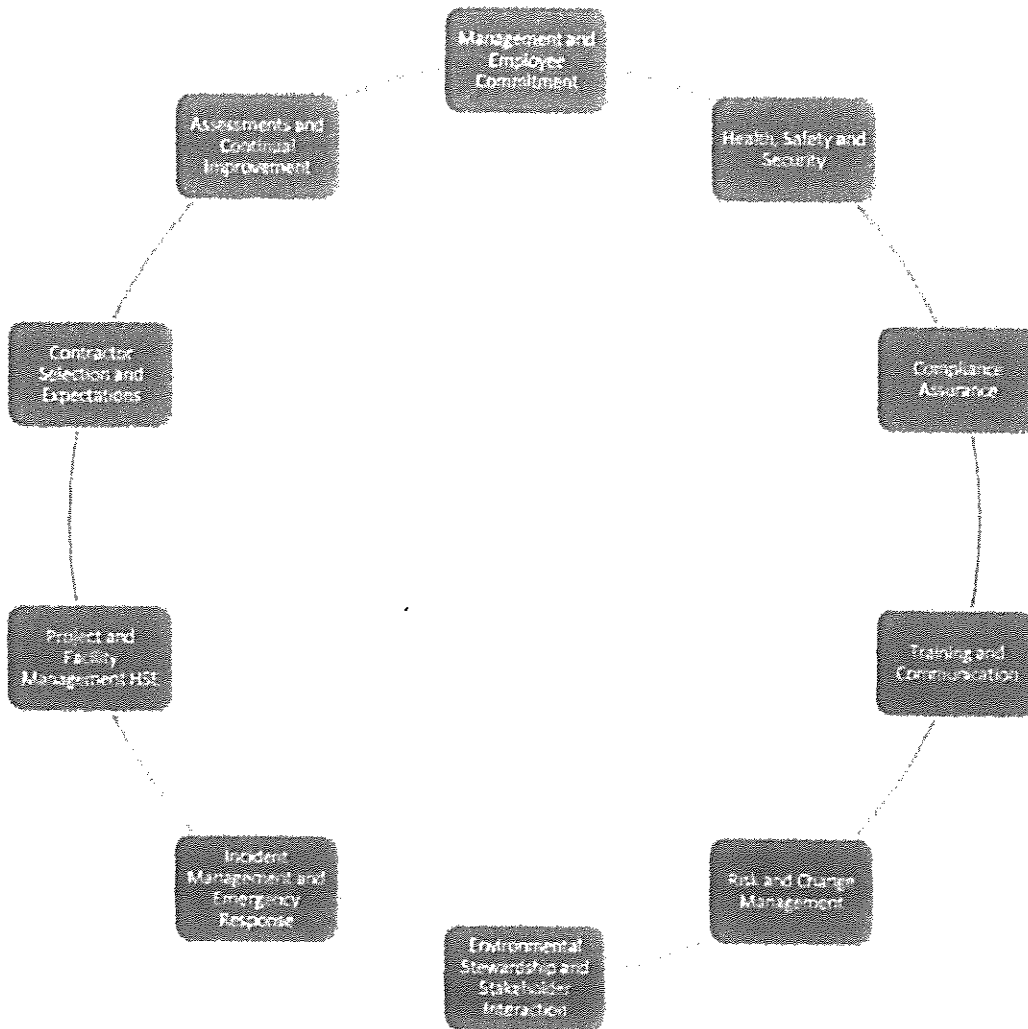 Management and
Employee
Commitment
Health, Safety and
Security
Compliance
Assurance
Training and
Communication
Risk and Change
Management
Environmental
Stewardship and
Stakeholder
Interaction
Incident
Management and
Emergency
Response
Project and
Facility
Management HSE
Contractor
Selection and
Expectations
Assessments and
Continual
Improvement